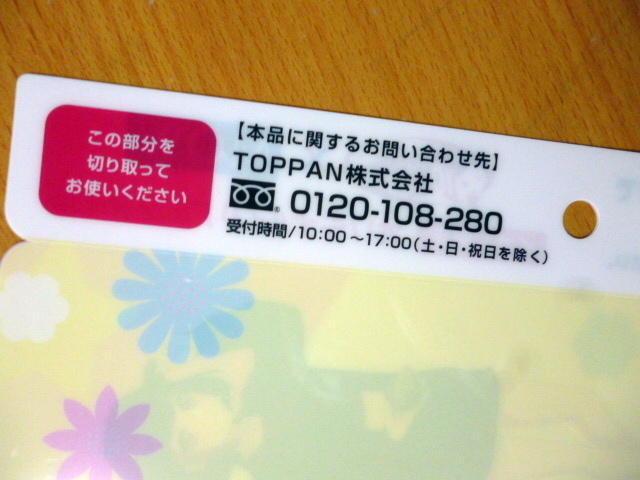 この部分を
切り取って
お使いください
【本品に関するお問い合わせ先】
TOPPAN株式会社
0120-108-280
受付時間/10:00～17:00(土・日・祝日を除く)